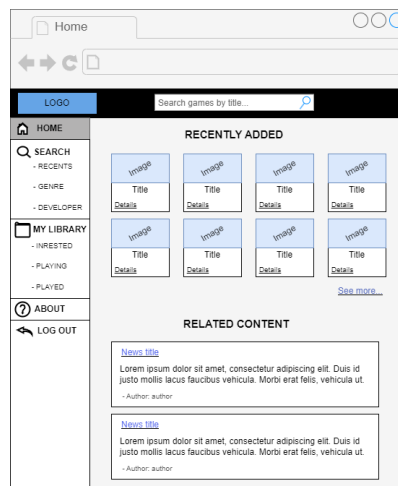 Home
LOGO
Search games by title...
HOME
SEARCH
- RECENTS
- GENRE
- DEVELOPER
MY LIBRARY
- INRESTED
- PLAYING
- PLAYED
ABOUT
LOG OUT
RECENTLY ADDED
Image Image Image Image
Title Title Title Title
Details Details Details Details
Image Image Image Image
Title Title Title Title
Details Details Details Details
See more...
RELATED CONTENT
News title
Lorem ipsum dolor sit amet, consectetur adipiscing elit. Duis id
justo mollis lacus faucibus vehicula. Morbi erat felis, vehicula ut.
- Author: author
News title
Lorem ipsum dolor sit amet, consectetur adipiscing elit. Duis id
justo mollis lacus faucibus vehicula. Morbi erat felis, vehicula ut.
- Author: author